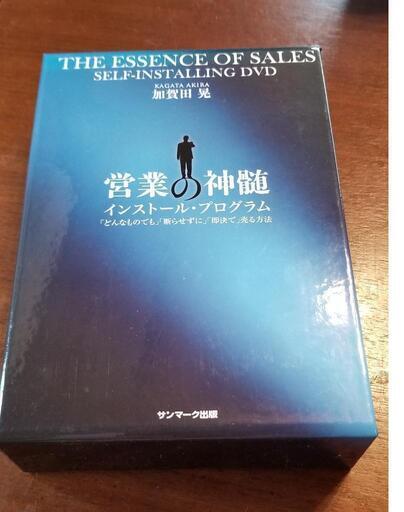 THE ESSENCE OF SALES
SELF-INSTALLING DVD
KAGATA AKIRA
加賀田 晃
営業の神髄
インストール・プログラム
「どんなものでも」「断らせずに」「即決で」売る方法
サンマーク出版